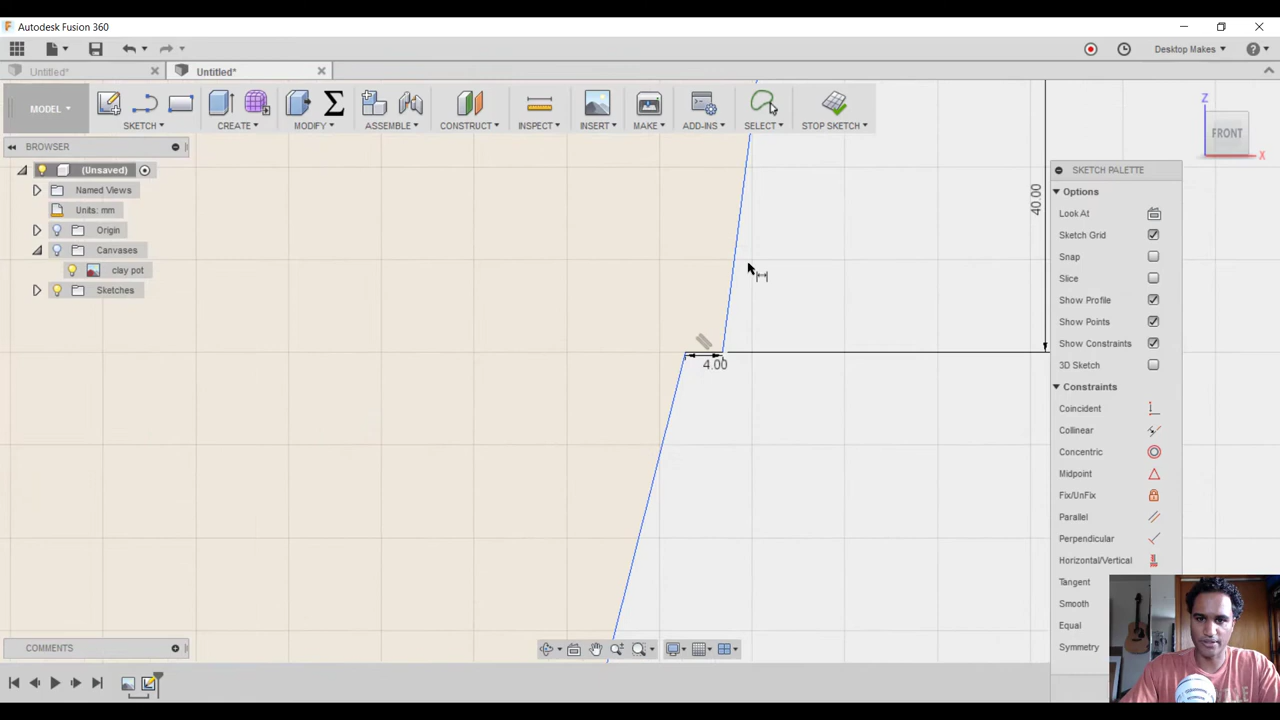 Autodesk Fusion 360
Desktop Makes
Untitled*
Untitled*
MODEL
SKETCH
CREATE
MODIFY
ASSEMBLE
CONSTRUCT
INSPECT
INSERT
MAKE
ADD-INS
SELECT
STOP SKETCH
BROWSER
(Unsaved)
Named Views
Units: mm
Origin
Canvases
clay pot
Sketches
Z
FRONT
X
40.00
4.00
SKETCH PALETTE
Options
Look At
Sketch Grid
Snap
Slice
Show Profile
Show Points
Show Constraints
3D Sketch
Constraints
Coincident
Collinear
Concentric
Midpoint
Fix/UnFix
Parallel
Perpendicular
Horizontal/Vertical
Tangent
Smooth
Equal
Symmetry
COMMENTS